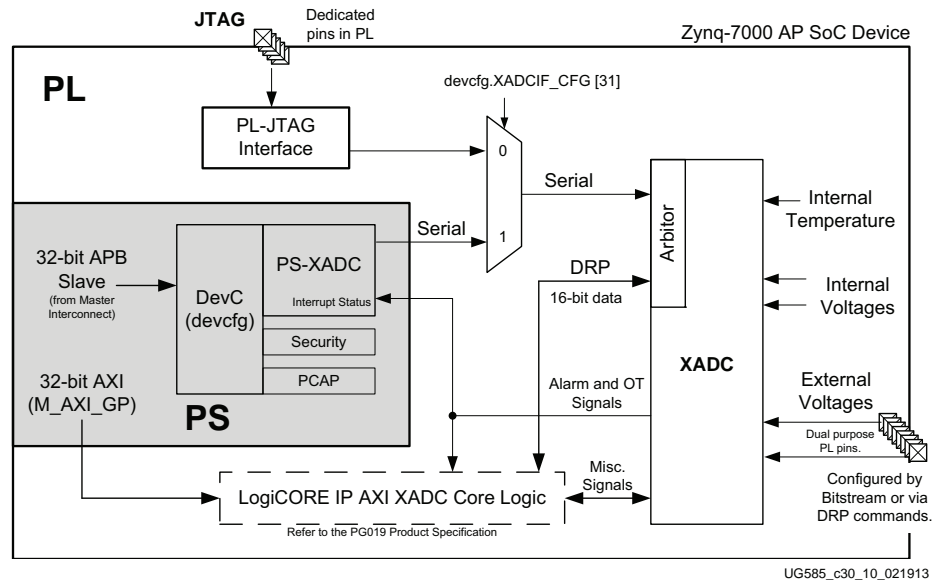 JTAG
Dedicated
pins in PL
Zynq-7000 AP SoC Device
PL
devcfg.XADCIF_CFG [31]
PL-JTAG
Interface
0
Serial
Internal
Temperature
Arbitor
32-bit APB
Slave
(from Master
Interconnect)
DevC
(devcfg)
PS-XADC
Interrupt Status
Serial
1
DRP
16-bit data
Internal
Voltages
Security
PCAP
XADC
32-bit AXI
(M_AXI_GP)
PS
Alarm and OT
Signals
External
Voltages
Dual purpose
PL pins.
Misc.
Signals
LogiCORE IP AXI XADC Core Logic
Refer to the PG019 Product Specification
Configured by
Bitstream or via
DRP commands.
UG585_c30_10_021913